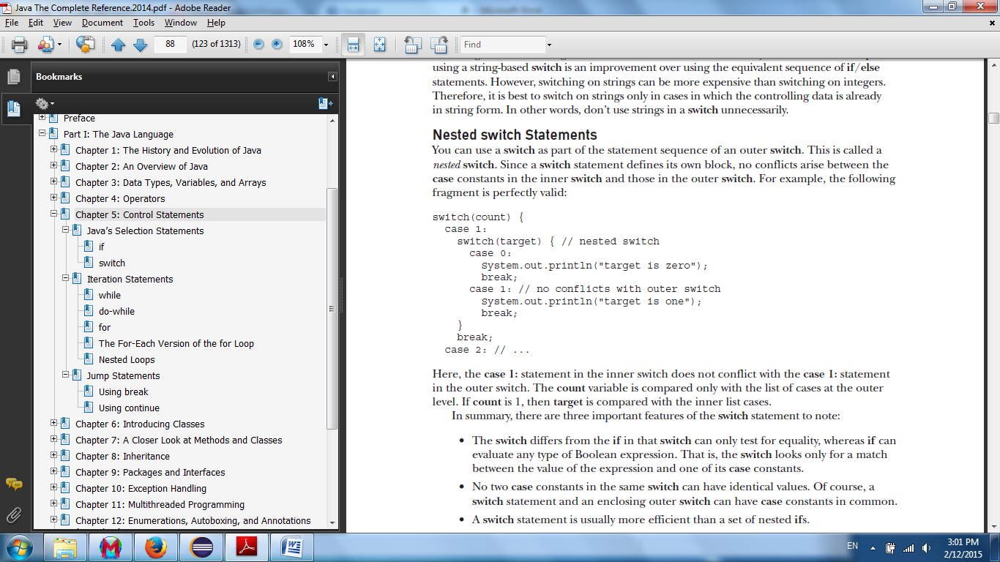 Java The Complete Reference.2014.pdf - Adobe Reader
File Edit View Document Tools Window Help
88 (123 of 1313) 108% Find
Bookmarks
Preface
Part I: The Java Language
Chapter 1: The History and Evolution of Java
Chapter 2: An Overview of Java
Chapter 3: Data Types, Variables, and Arrays
Chapter 4: Operators
Chapter 5: Control Statements
Java’s Selection Statements
if
switch
Iteration Statements
while
do-while
for
The For-Each Version of the for Loop
Nested Loops
Jump Statements
Using break
Using continue
Chapter 6: Introducing Classes
Chapter 7: A Closer Look at Methods and Classes
Chapter 8: Inheritance
Chapter 9: Packages and Interfaces
Chapter 10: Exception Handling
Chapter 11: Multithreaded Programming
Chapter 12: Enumerations, Autoboxing, and Annotations
using a string-based switch is an improvement over using the equivalent sequence of if/else
statements. However, switching on strings can be more expensive than switching on integers.
Therefore, it is best to switch on strings only in cases in which the controlling data is already
in string form. In other words, don’t use strings in a switch unnecessarily.
Nested switch Statements
You can use a switch as part of the statement sequence of an outer switch. This is called a
nested switch. Since a switch statement defines its own block, no conflicts arise between the
case constants in the inner switch and those in the outer switch. For example, the following
fragment is perfectly valid:
switch(count) {
case 1:
switch(target) { // nested switch
case 0:
System.out.println("target is zero");
break;
case 1: // no conflicts with outer switch
System.out.println("target is one");
break;
}
break;
case 2: // ...
Here, the case 1: statement in the inner switch does not conflict with the case 1: statement
in the outer switch. The count variable is compared only with the list of cases at the outer
level. If count is 1, then target is compared with the inner list cases.
In summary, there are three important features of the switch statement to note:
• The switch differs from the if in that switch can only test for equality, whereas if can
evaluate any type of Boolean expression. That is, the switch looks only for a match
between the value of the expression and one of its case constants.
• No two case constants in the same switch can have identical values. Of course, a
switch statement and an enclosing outer switch can have case constants in common.
• A switch statement is usually more efficient than a set of nested ifs.
EN
3:01 PM
2/12/2015